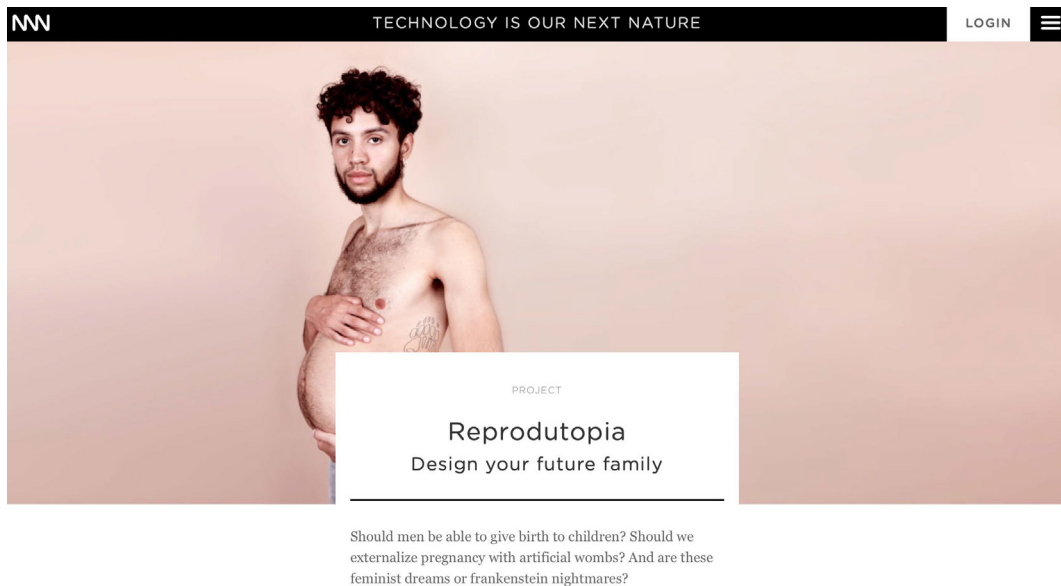 NNN
TECHNOLOGY IS OUR NEXT NATURE
LOGIN
PROJECT
Reprodutopia
Design your future family
Should men be able to give birth to children? Should we
externalize pregnancy with artificial wombs? And are these
feminist dreams or frankenstein nightmares?